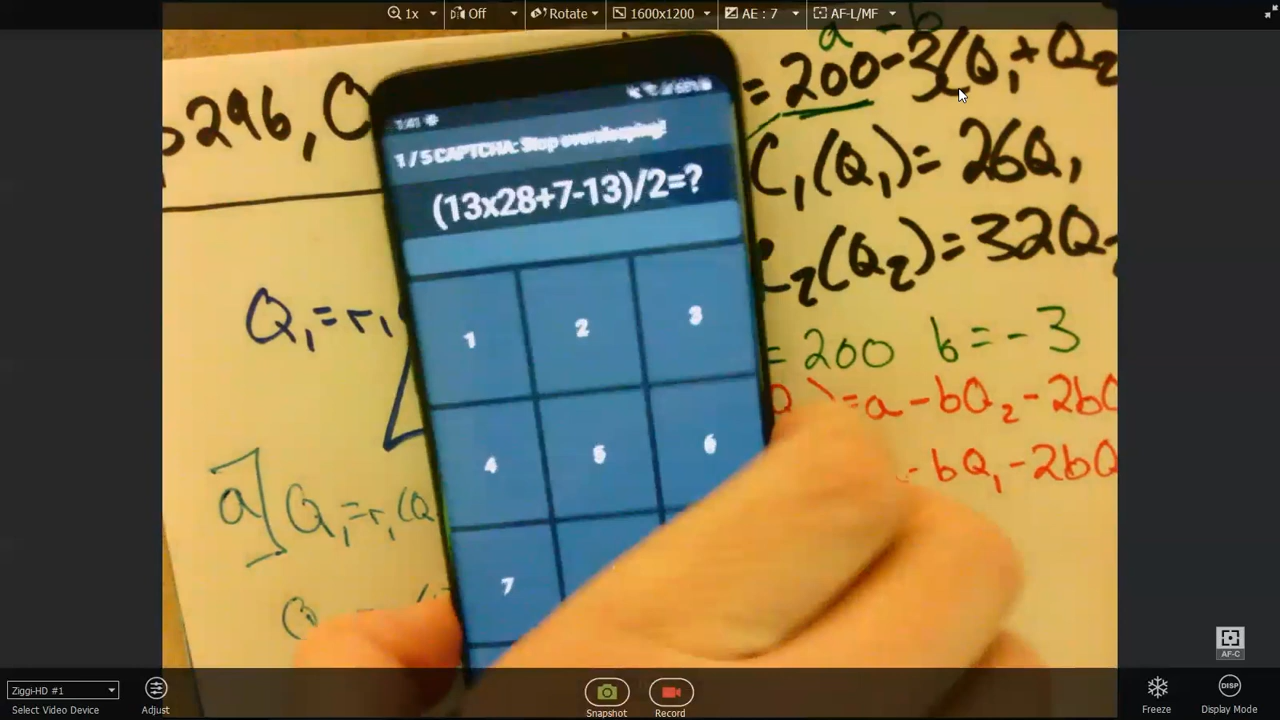 1x Off Rotate 1600x1200 AE : 7 AF-L/MF
a -b
296, Q
= 200 - 3(Q₁ + Q₂
C₁(Q₁) = 26Q₁
C₂(Q₂) = 32Q
1:41
1 / 5 CAPTCHA: Stop oversleeping!
(13x28+7-13)/2=?
1 2 3
4 5 6
7
Q₁ = r₁
= 200 b = -3
= a - bQ₂ - 2bQ
- bQ₁ - 2bQ
a] Q₁ = r₁(Q
AF-C
Ziggi-HD #1
Select Video Device
Adjust
Snapshot
Record
Freeze
DISP
Display Mode